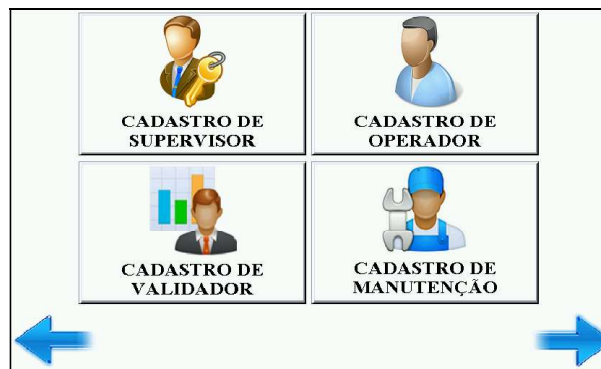 CADASTRO DE
SUPERVISOR
CADASTRO DE
OPERADOR
CADASTRO DE
VALIDADOR
CADASTRO DE
MANUTENÇÃO